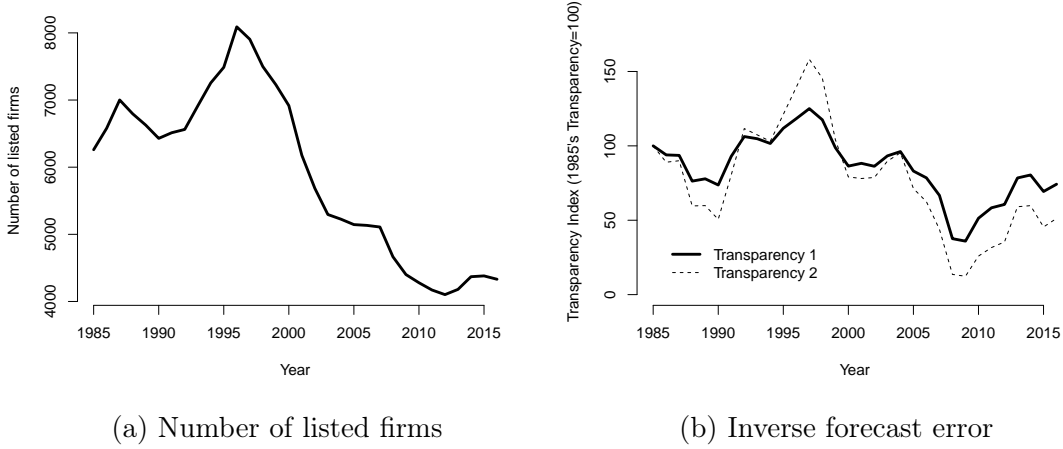 Number of listed firms
8000
7000
6000
5000
4000
1985 1990 1995 2000 2005 2010 2015
Year
(a) Number of listed firms
Transparency Index (1985's Transparency=100)
150
100
50
0
Transparency 1
Transparency 2
1985 1990 1995 2000 2005 2010 2015
Year
(b) Inverse forecast error